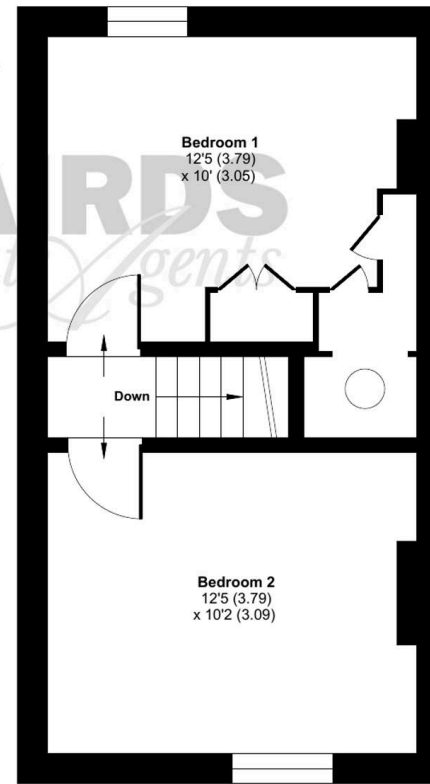 Bedroom 1
12'5 (3.79)
x 10' (3.05)
Agents
Down
Bedroom 2
12'5 (3.79)
x 10'2 (3.09)